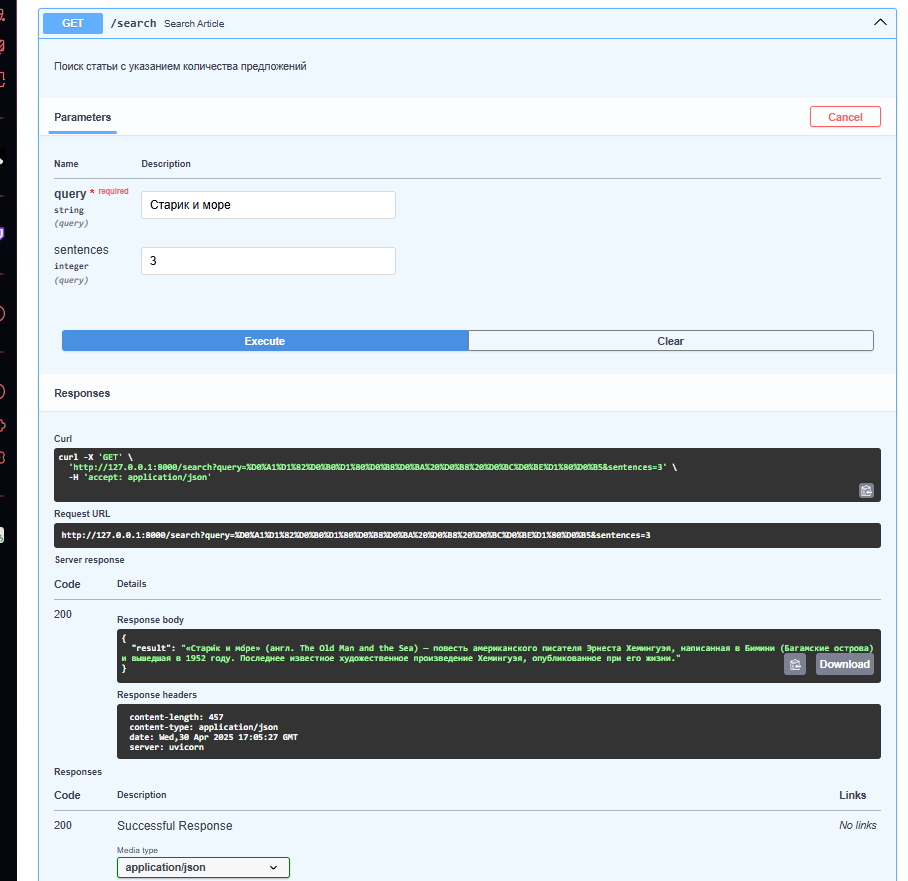 GET /search Search Article
Поиск статьи с указанием количества предложений
Parameters
Cancel
Name Description
query * required
string
(query)
Старик и море
sentences
integer
(query)
3
Execute Clear
Responses
Curl
curl -X 'GET' \
'http://127.0.0.1:8000/search?query=%D0%A1%D1%82%D0%B0%D1%80%D0%B8%D0%BA%20%D0%B8%20%D0%BC%D0%BE%D1%80%D0%B5&sentences=3' \
-H 'accept: application/json'
Request URL
http://127.0.0.1:8000/search?query=%D0%A1%D1%82%D0%B0%D1%80%D0%B8%D0%BA%20%D0%B8%20%D0%BC%D0%BE%D1%80%D0%B5&sentences=3
Server response
Code Details
200
Response body
{
"result": "«Стари́к и мо́ре» (англ. The Old Man and the Sea) — повесть американского писателя Эрнеста Хемингуэя, написанная в Бимини (Багамские острова)
и вышедшая в 1952 году. Последнее известное художественное произведение Хемингуэя, опубликованное при его жизни."
}
Download
Response headers
content-length: 457
content-type: application/json
date: Wed,30 Apr 2025 17:05:27 GMT
server: uvicorn
Responses
Code Description Links
200 Successful Response No links
Media type
application/json